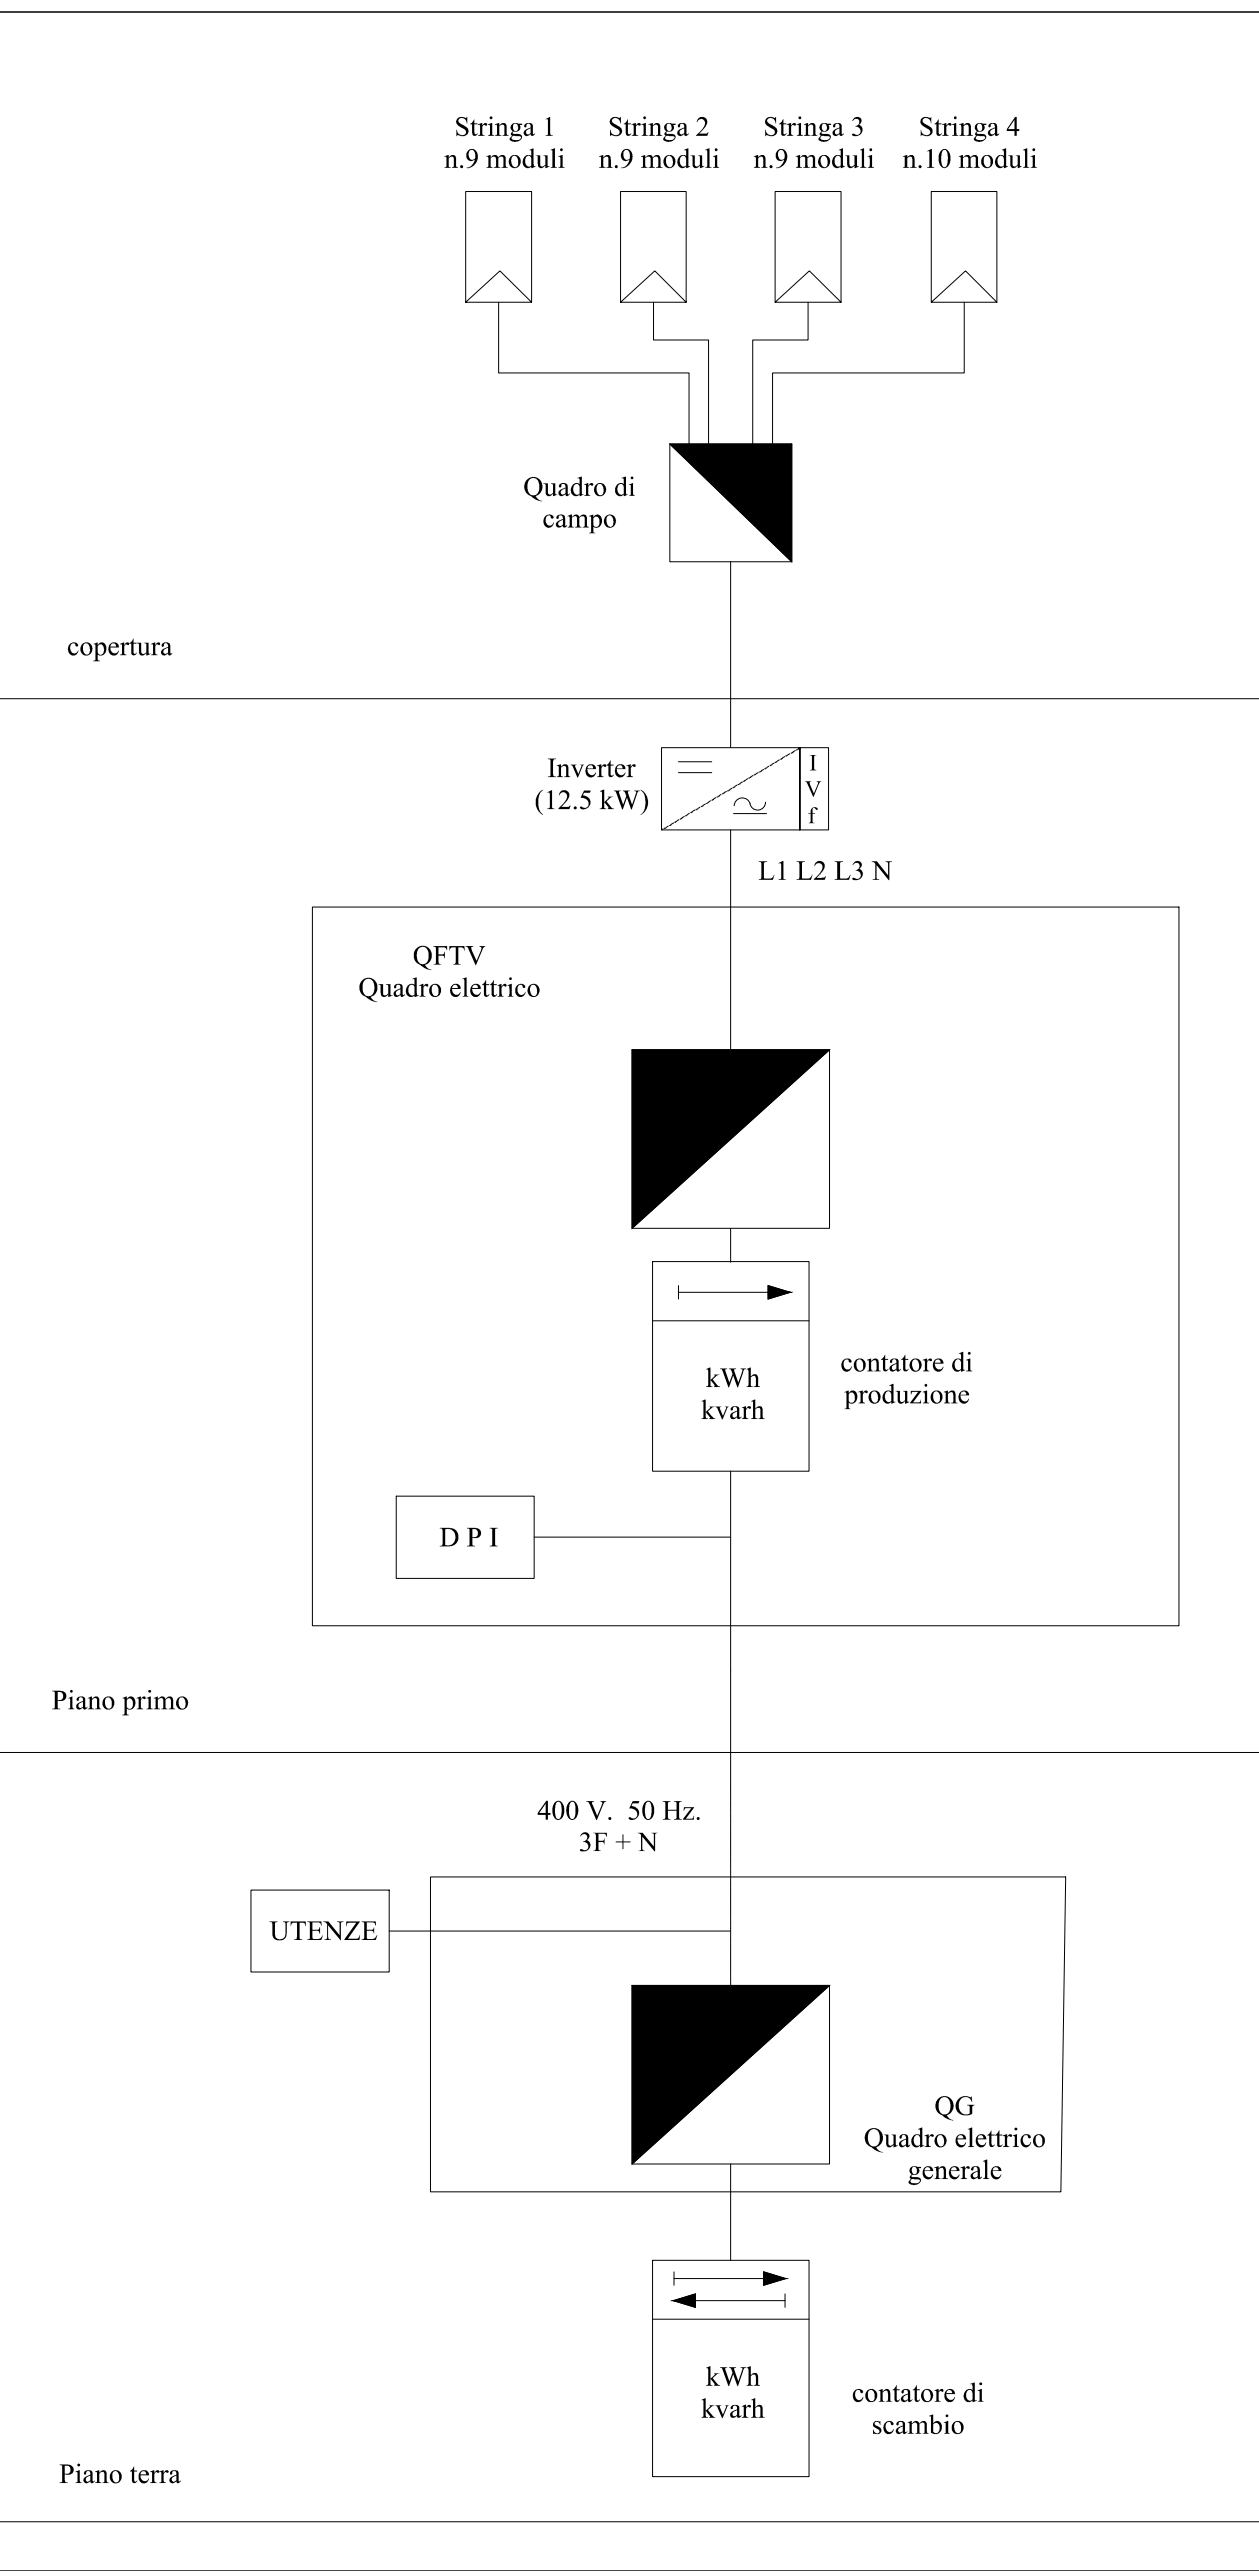 Stringa 1
n.9 moduli
Stringa 2
n.9 moduli
Stringa 3
n.9 moduli
Stringa 4
n.10 moduli
Quadro di
campo
copertura
Inverter
(12.5 kW)
I
V
f
L1 L2 L3 N
QFTV
Quadro elettrico
kWh
kvarh
contatore di
produzione
D P I
Piano primo
400 V.  50 Hz.
3F + N
UTENZE
QG
Quadro elettrico
generale
kWh
kvarh
contatore di
scambio
Piano terra